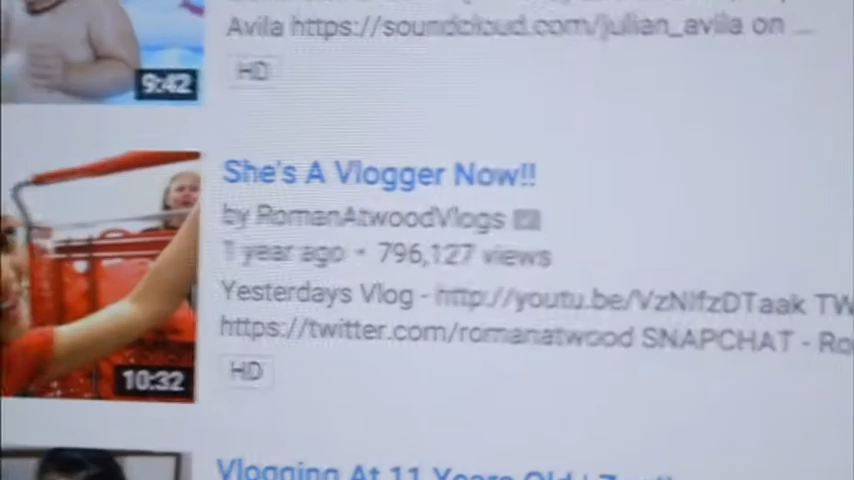 Avila https://soundcloud.com/julian_avila on ...
9:42
HD
She's A Vlogger Now!!
by RomanAtwoodVlogs
1 year ago • 796,127 views
Yesterdays Vlog - http://youtu.be/VzNIfzDTaak TW
https://twitter.com/romanatwood SNAPCHAT - Ro
10:32
HD
Vlogging At 11 Years Old |